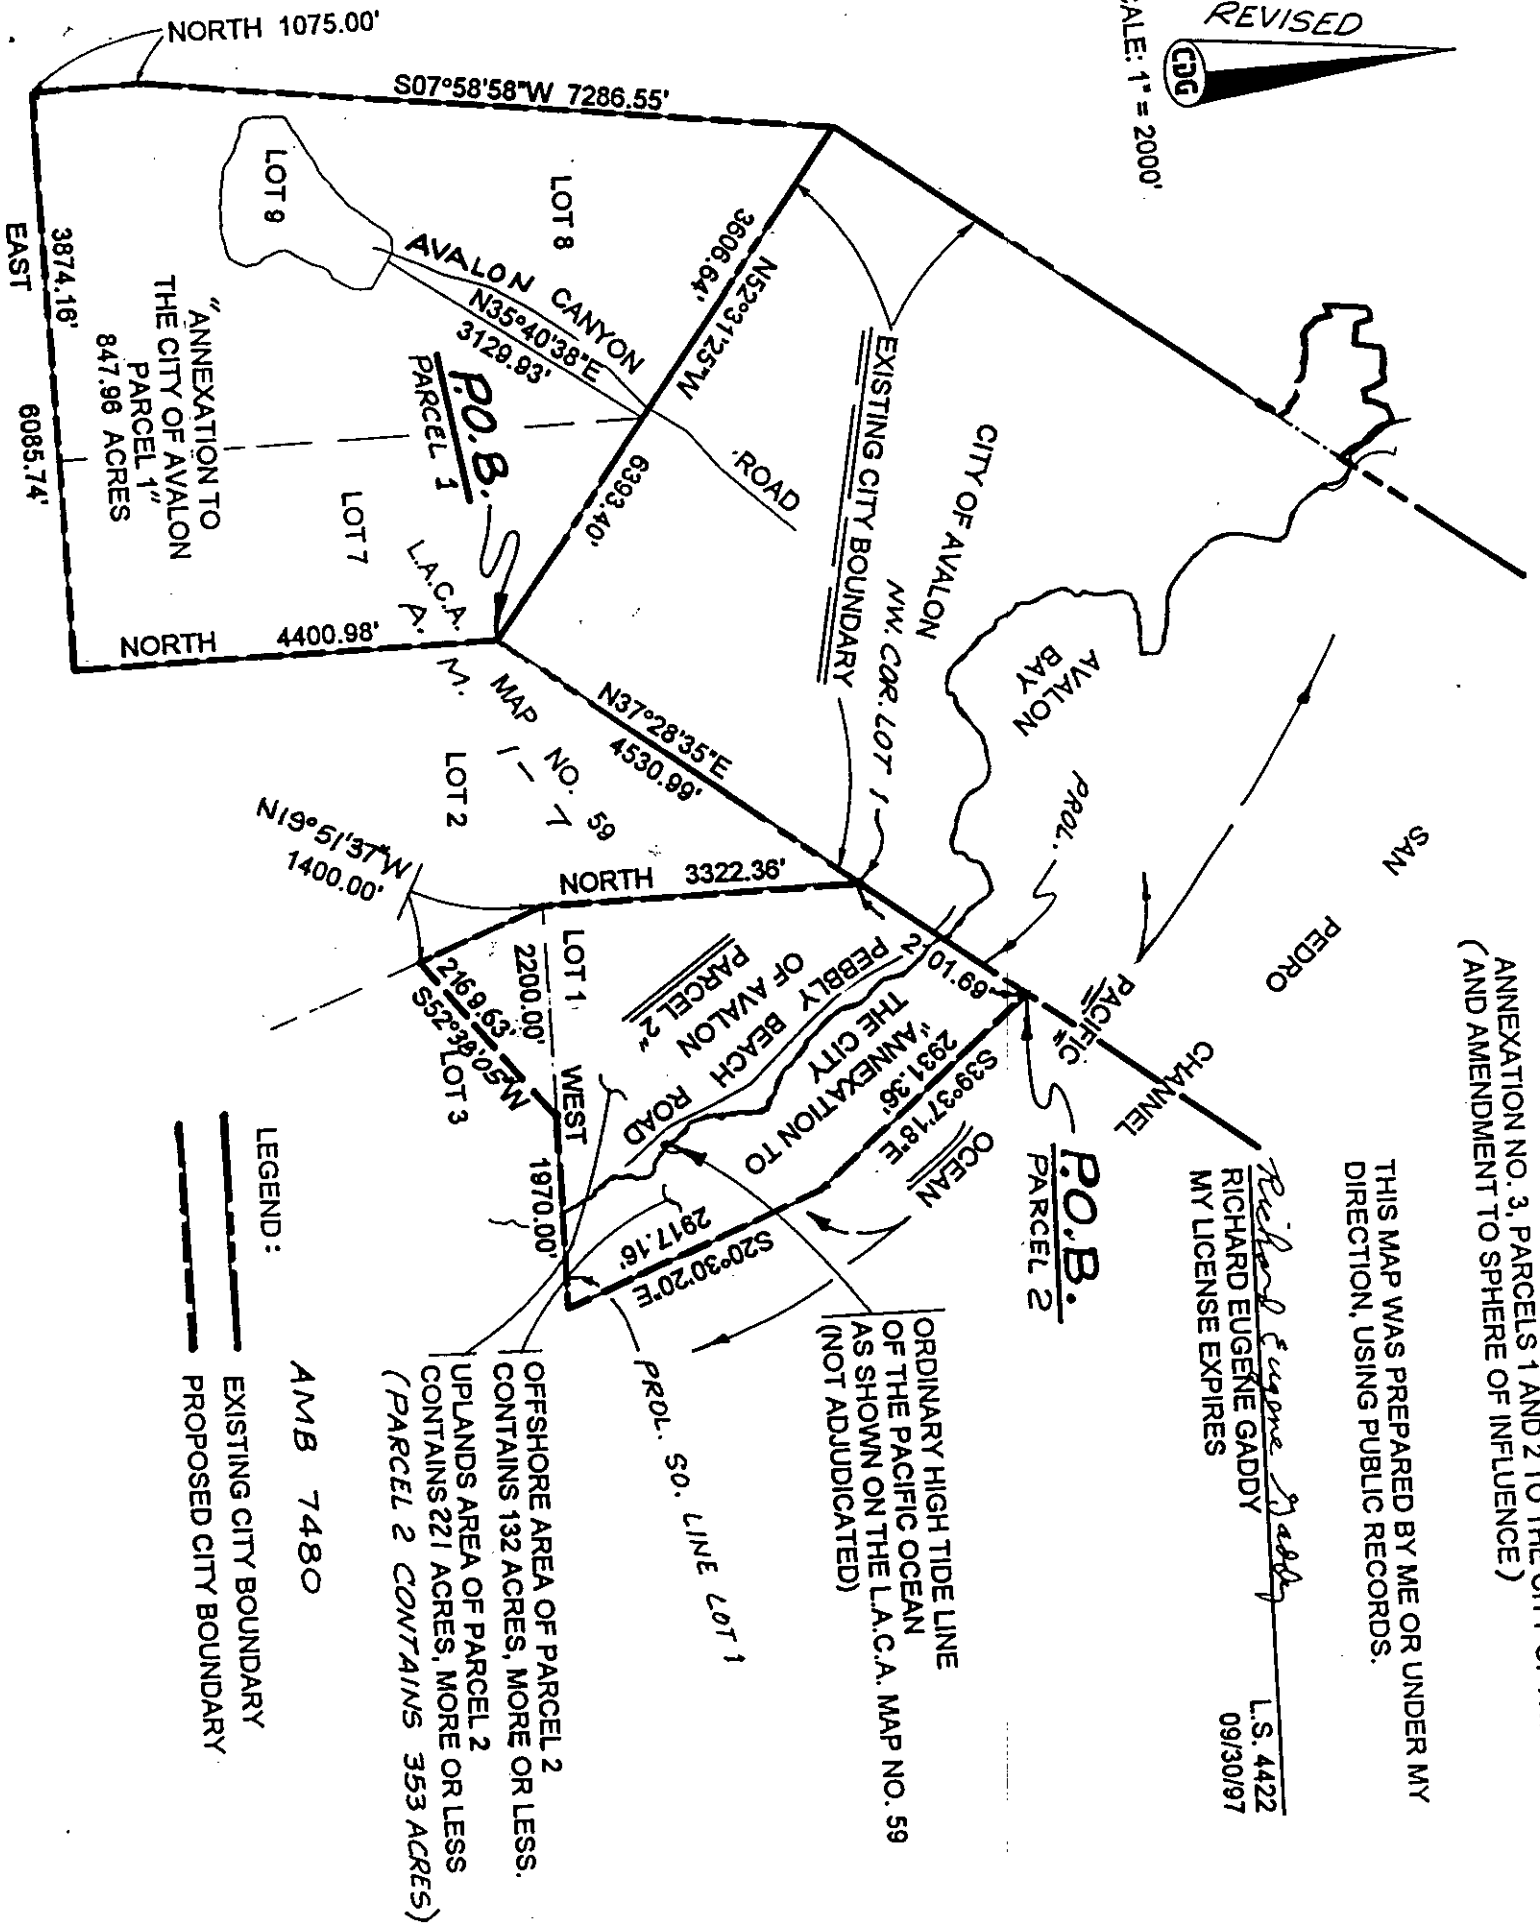 ANNEXATION NO. 3, PARCELS 1 AND 2 TO THE CITY OF
(AND AMENDMENT TO SPHERE OF INFLUENCE)
THIS MAP WAS PREPARED BY ME OR UNDER MY
DIRECTION, USING PUBLIC RECORDS.
Richard Eugene Gaddy
RICHARD EUGENE GADDY L.S. 4422
MY LICENSE EXPIRES 09/30/97
REVISED
CDG
SCALE: 1" = 2000'
NORTH 1075.00'
S07°58'58"W 7286.55'
LOT 9
LOT 8
AVALON CANYON
ROAD
N35°40'38"E
3129.93'
N52°31'25"W
3606.64'
6393.40'
EXISTING CITY BOUNDARY
CITY OF AVALON
NW. COR. LOT 1
AVALON
BAY
PROL.
SAN
PEDRO
CHANNEL
PACIFIC
OCEAN
3874.16'
EAST
6085.74'
"ANNEXATION TO
THE CITY OF AVALON
PARCEL 1"
847.96 ACRES
P.O.B.
PARCEL 1
LOT 7
L.A.C.A.
MAP NO. 59
A. M. 1-7
NORTH 4400.98'
N37°28'35"E
4530.99'
LOT 2
N19°51'37"W
1400.00'
NORTH 3322.36'
2101.69'
P.O.B.
PARCEL 2
S39°37'18"E
2931.36'
"ANNEXATION TO
THE CITY
OF AVALON
PARCEL 2"
PEBBLY BEACH ROAD
LOT 1
2200.00'
WEST
1970.00'
2169.63'
S52°38'05"W
LOT 3
S20°30'20"E
2917.16'
PROL. SO. LINE LOT 1
ORDINARY HIGH TIDE LINE
OF THE PACIFIC OCEAN
AS SHOWN ON THE L.A.C.A. MAP NO. 59
(NOT ADJUDICATED)
OFFSHORE AREA OF PARCEL 2
CONTAINS 132 ACRES, MORE OR LESS.
UPLANDS AREA OF PARCEL 2
CONTAINS 221 ACRES, MORE OR LESS
(PARCEL 2 CONTAINS 353 ACRES)
AMB 7480
LEGEND:
EXISTING CITY BOUNDARY
PROPOSED CITY BOUNDARY